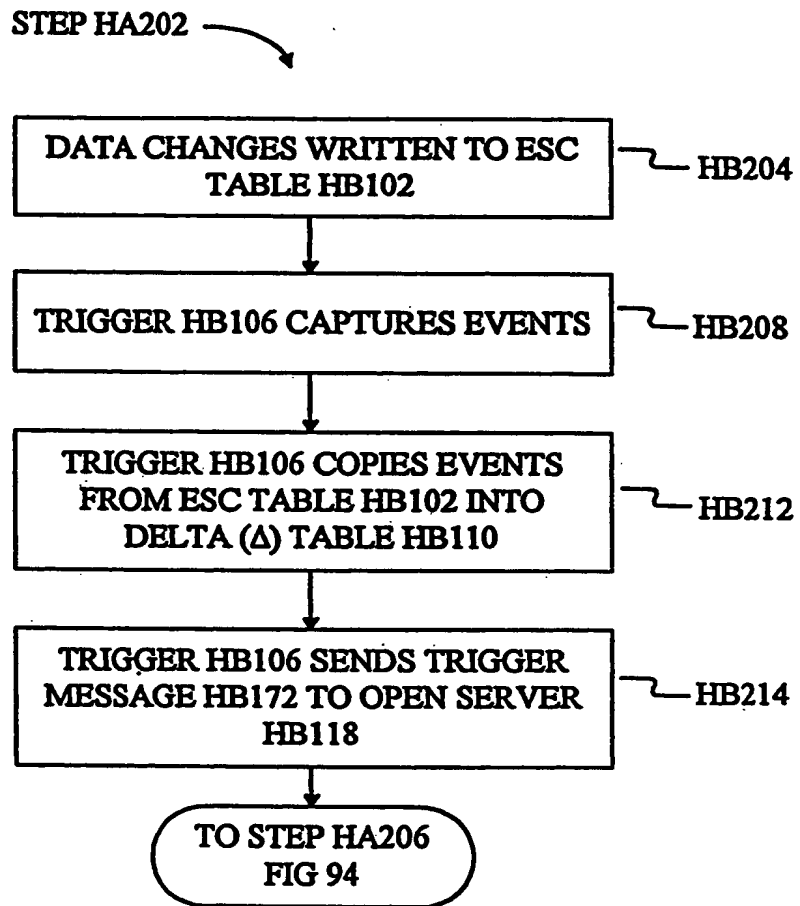 STEP HA202
DATA CHANGES WRITTEN TO ESC
TABLE HB102
HB204
TRIGGER HB106 CAPTURES EVENTS
HB208
TRIGGER HB106 COPIES EVENTS
FROM ESC TABLE HB102 INTO
DELTA (Δ) TABLE HB110
HB212
TRIGGER HB106 SENDS TRIGGER
MESSAGE HB172 TO OPEN SERVER
HB118
HB214
TO STEP HA206
FIG 94